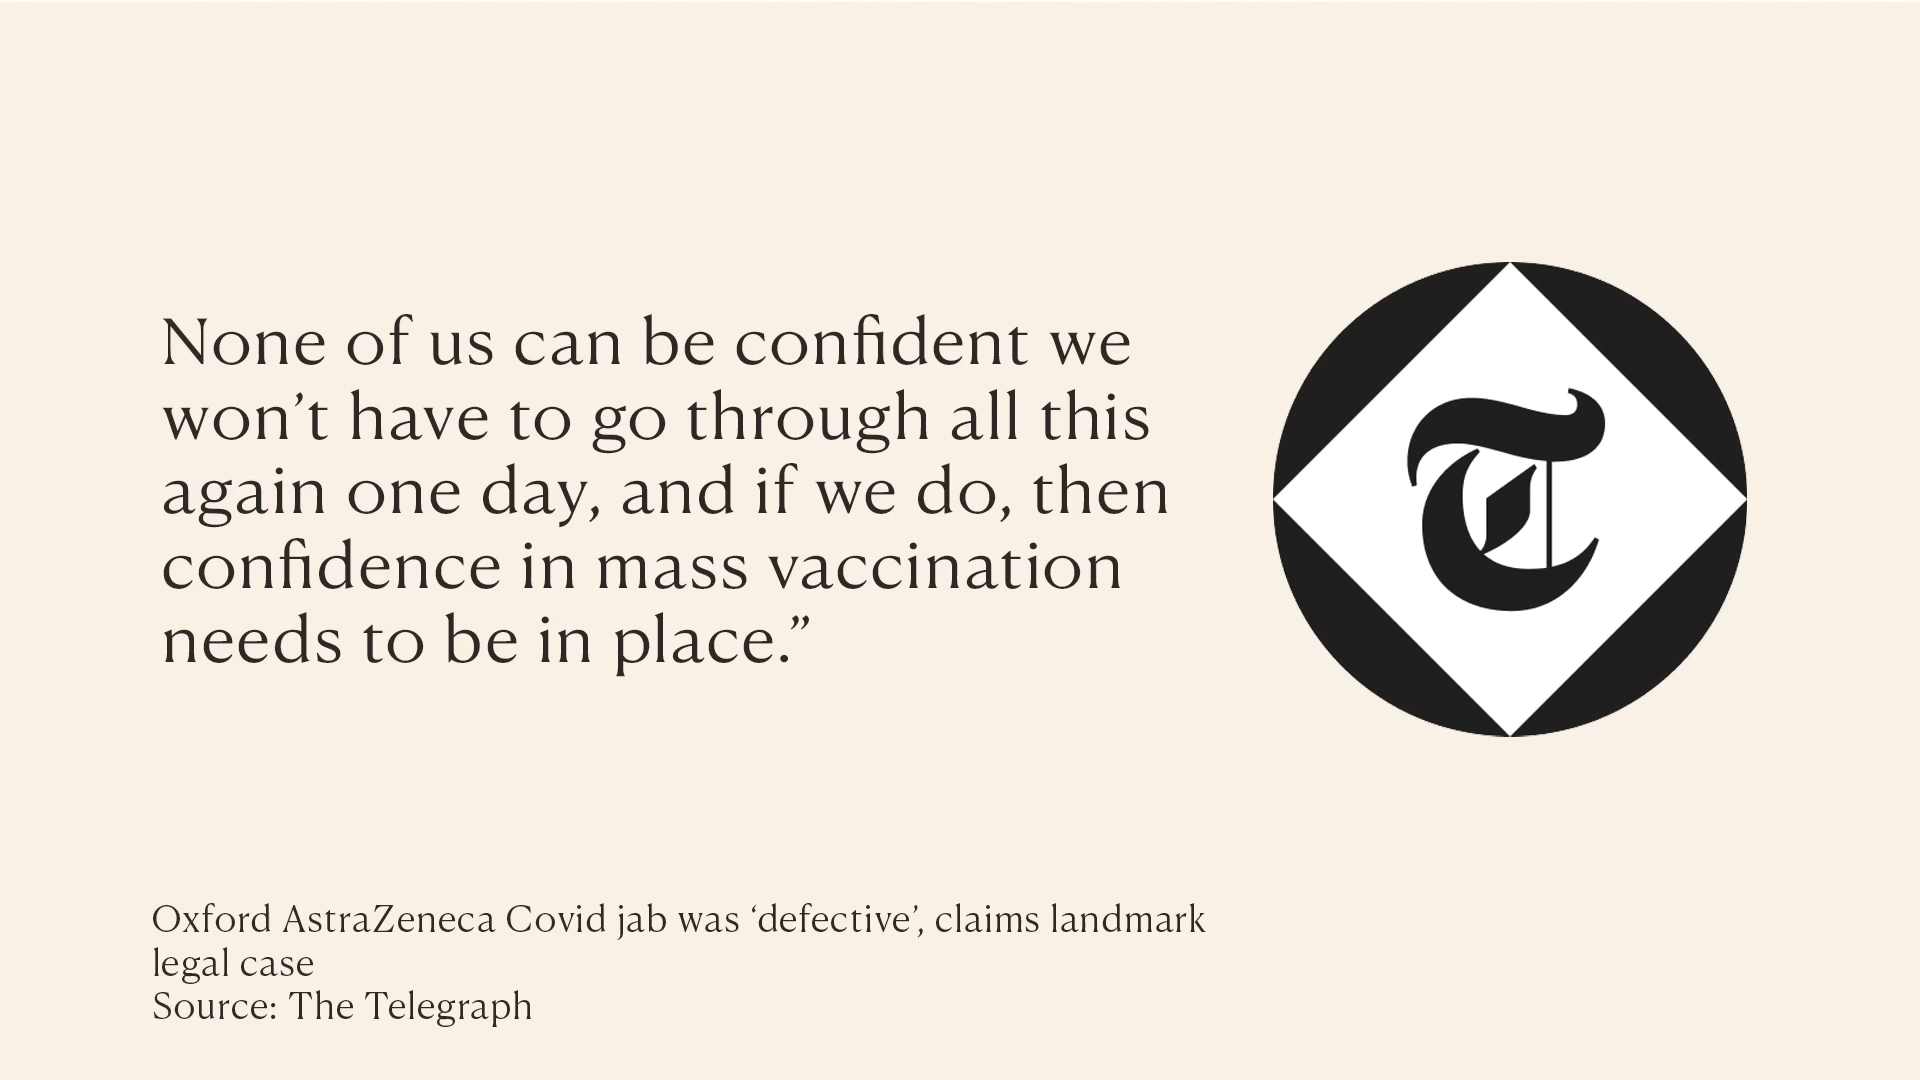 None of us can be confident we
won’t have to go through all this
again one day, and if we do, then
confidence in mass vaccination
needs to be in place.”
T
Oxford AstraZeneca Covid jab was ‘defective’, claims landmark
legal case
Source: The Telegraph